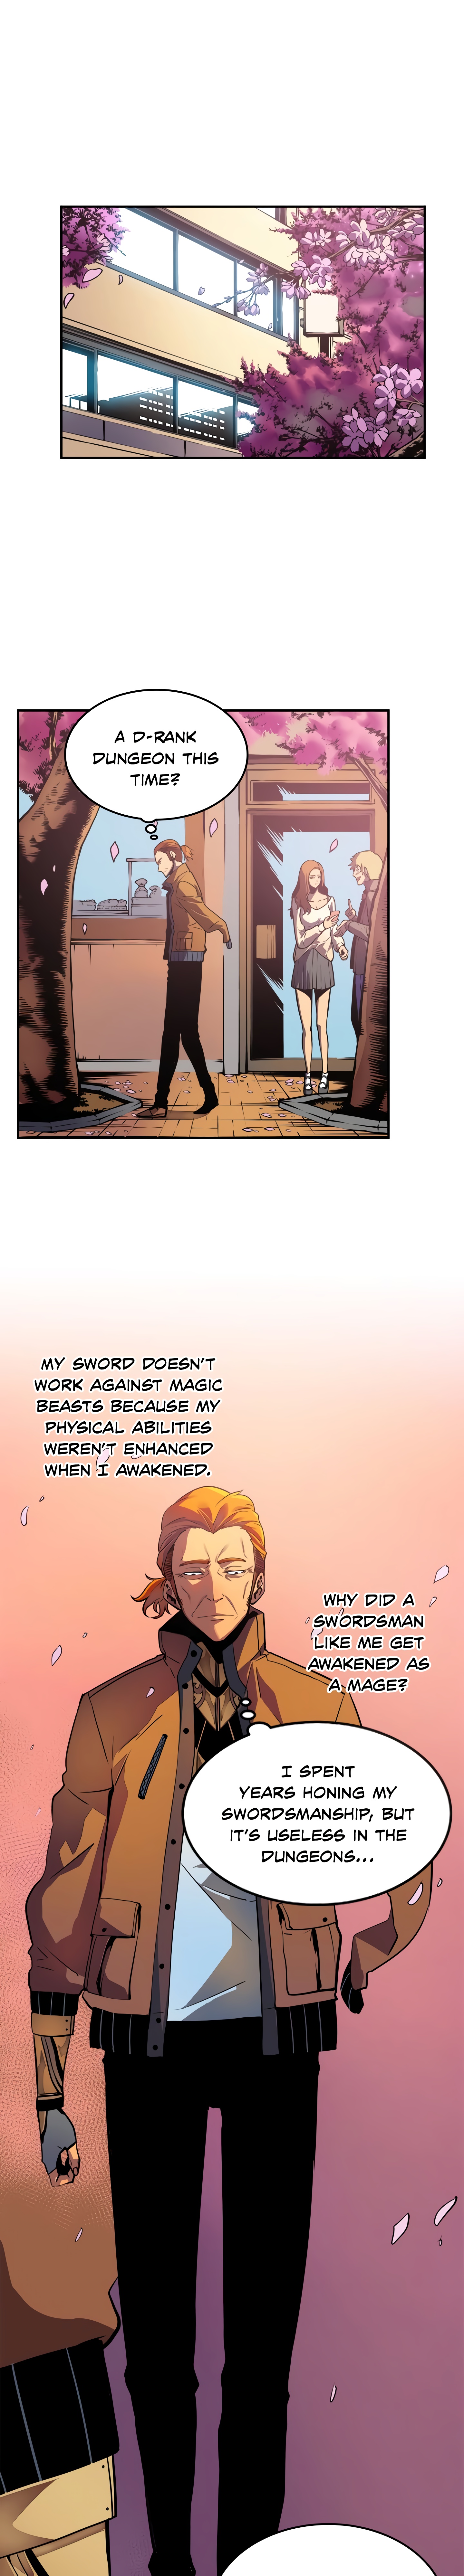 A D-RANK
DUNGEON THIS
TIME?
MY SWORD DOESN'T
WORK AGAINST MAGIC
BEASTS BECAUSE MY
PHYSICAL ABILITIES
WEREN'T ENHANCED
WHEN I AWAKENED.
WHY DID A
SWORDSMAN
LIKE ME GET
AWAKENED AS
A MAGE?
I SPENT
YEARS HONING MY
SWORDSMANSHIP, BUT
IT'S USELESS IN THE
DUNGEONS...